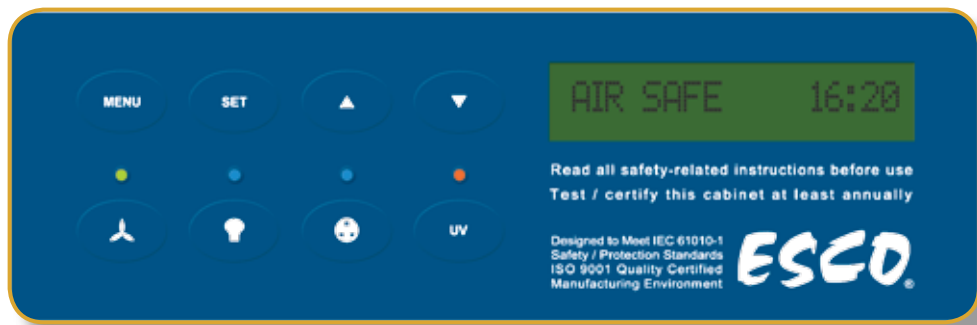 MENU SET ▲ ▼
UV
AIR SAFE 16:20
Read all safety-related instructions before use
Test / certify this cabinet at least annually
Designed to Meet IEC 61010-1
Safety / Protection Standards
ISO 9001 Quality Certified
Manufacturing Environment
ESCO®